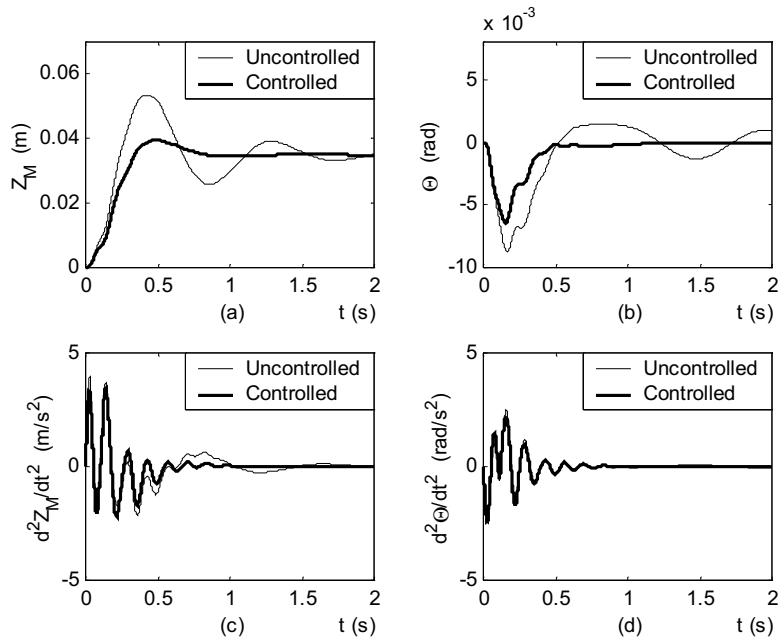 0.06
0.04
0.02
0
Z_M (m)
Uncontrolled
Controlled
0 0.5 1 1.5 2
(a) t (s)
x 10^-3
5
0
-5
-10
Θ (rad)
Uncontrolled
Controlled
0 0.5 1 1.5 2
(b) t (s)
5
0
-5
d^2Z_M/dt^2 (m/s^2)
Uncontrolled
Controlled
0 0.5 1 1.5 2
(c) t (s)
5
0
-5
d^2Θ/dt^2 (rad/s^2)
Uncontrolled
Controlled
0 0.5 1 1.5 2
(d) t (s)